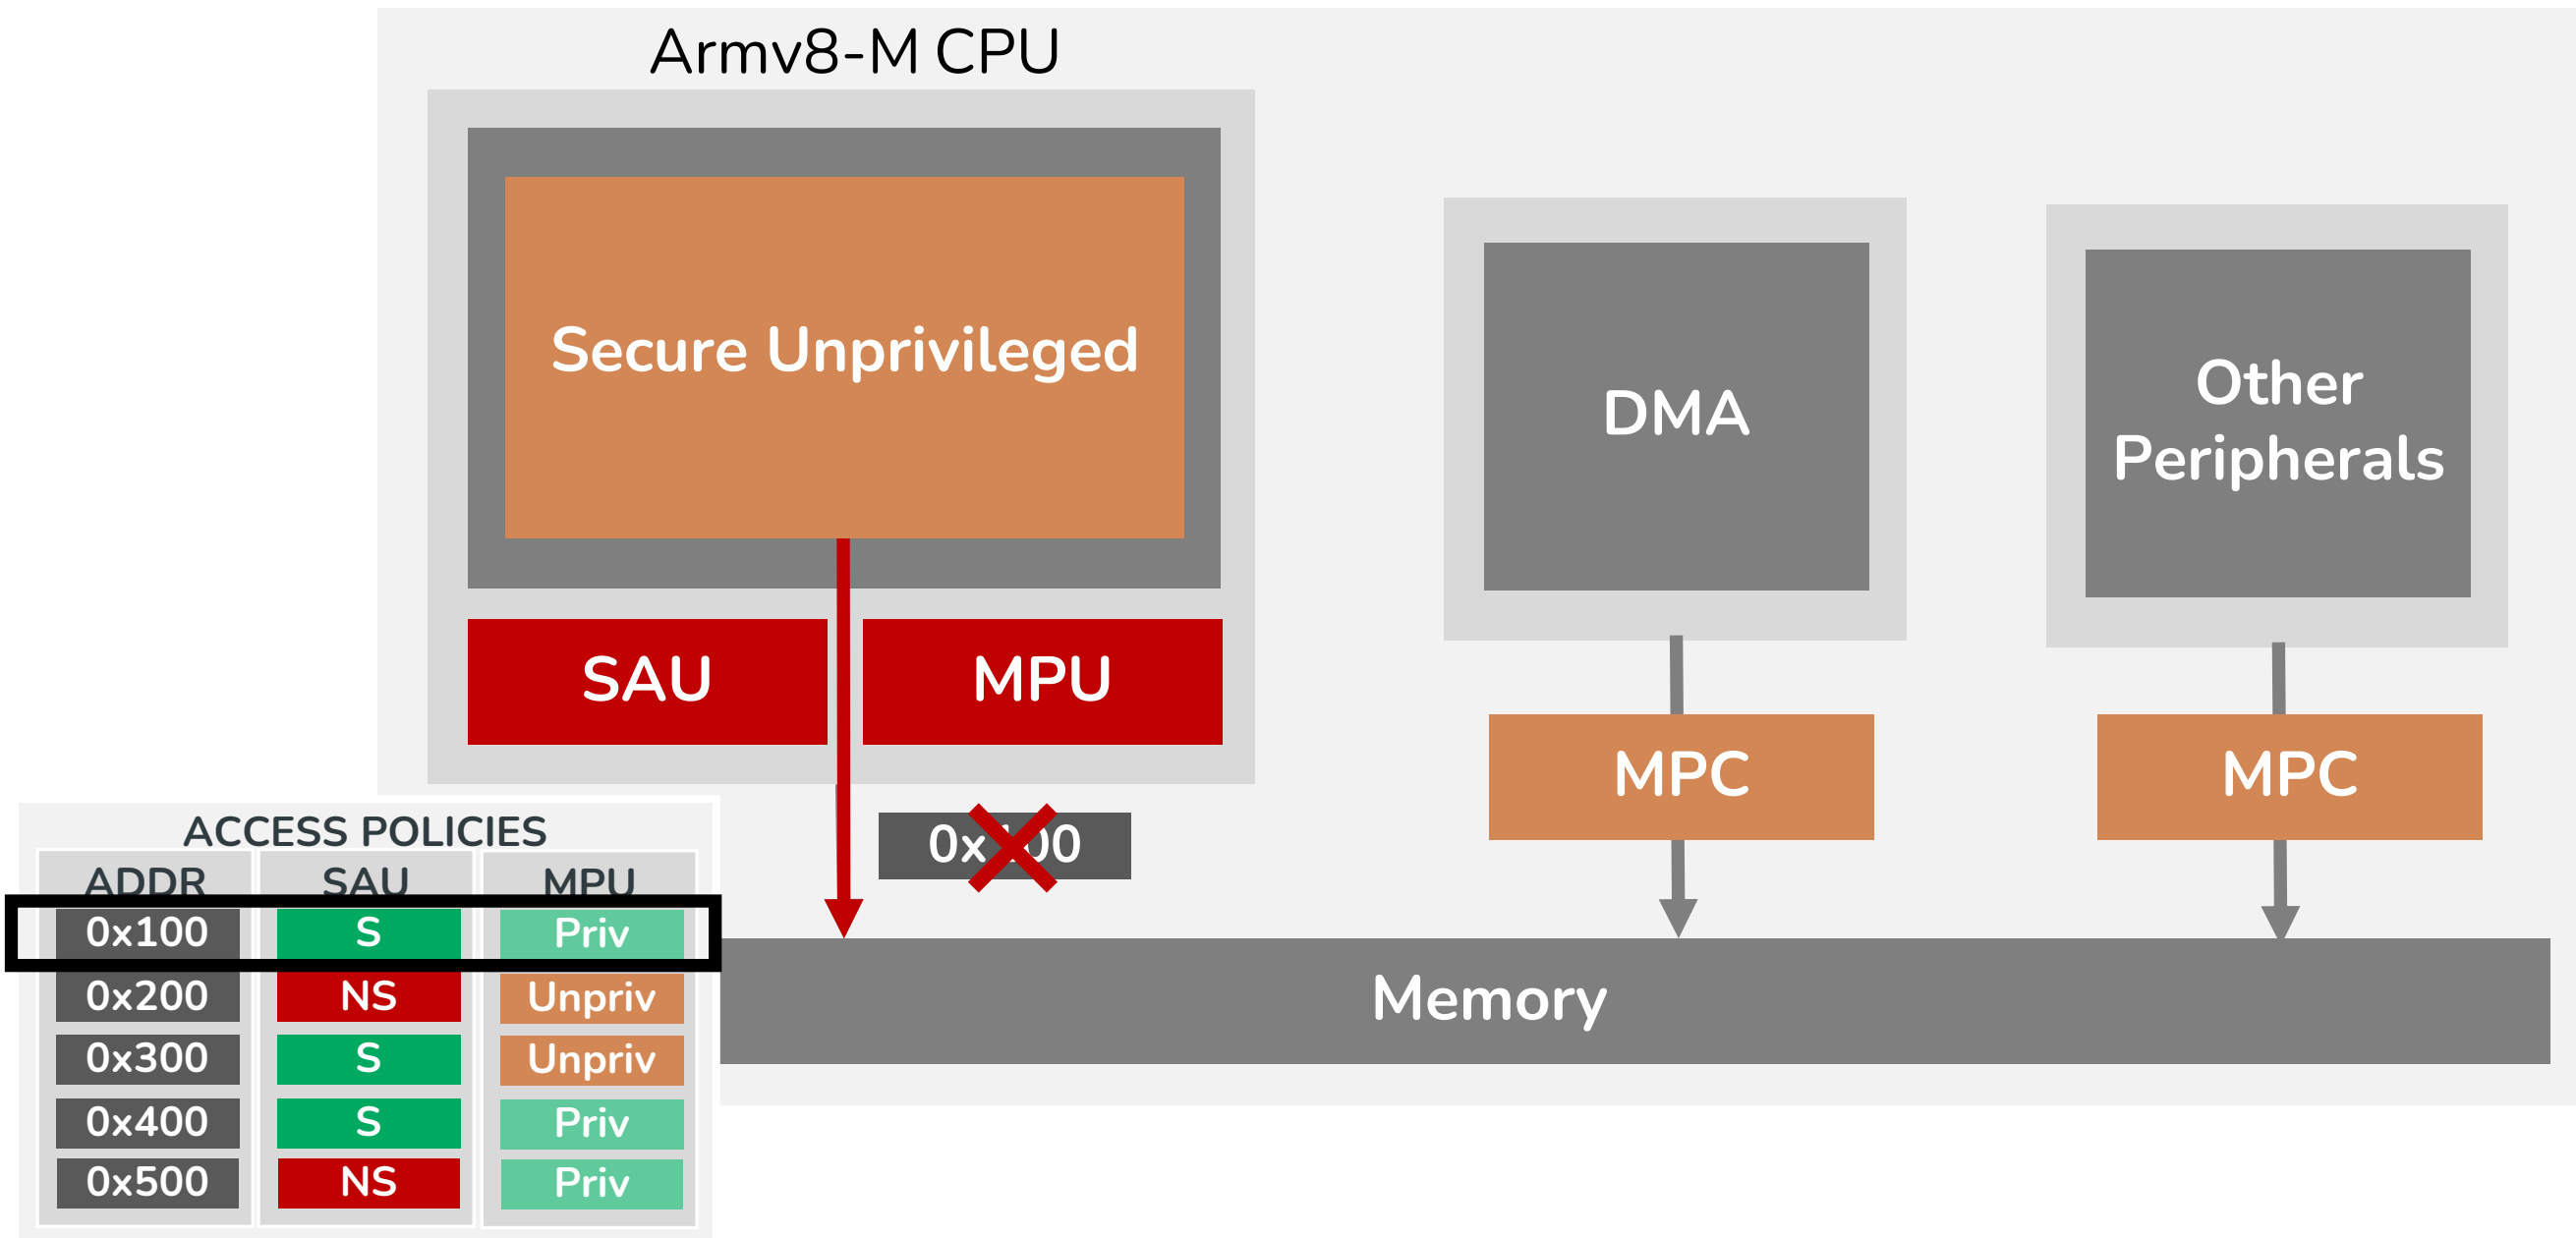 Armv8-M CPU
Secure Unprivileged
DMA
Other
Peripherals
SAU
MPU
MPC
MPC
0x100
Memory
ACCESS POLICIES
ADDR SAU MPU
0x100 S Priv
0x200 NS Unpriv
0x300 S Unpriv
0x400 S Priv
0x500 NS Priv